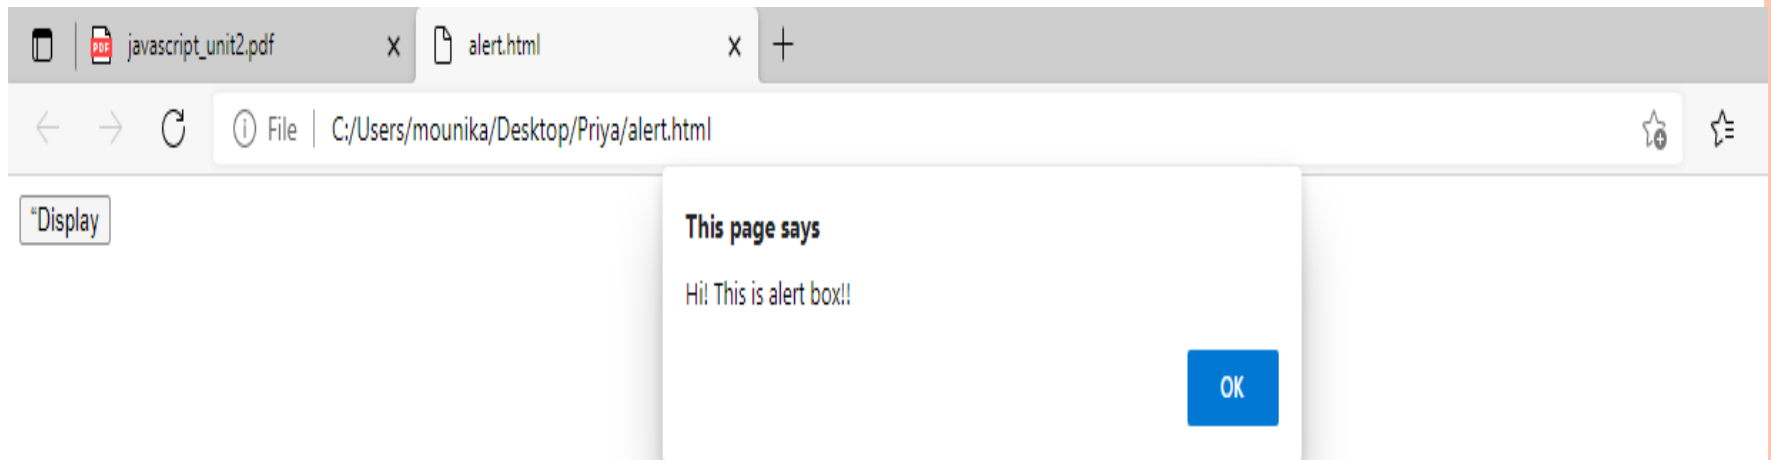 javascript_unit2.pdf alert.html
File C:/Users/mounika/Desktop/Priya/alert.html
“Display
This page says
Hi! This is alert box!!
OK